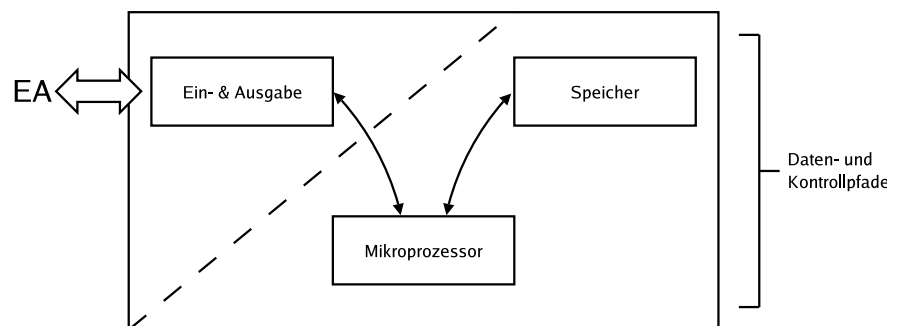 EA
Ein- & Ausgabe
Speicher
Mikroprozessor
Daten- und
Kontrollpfade